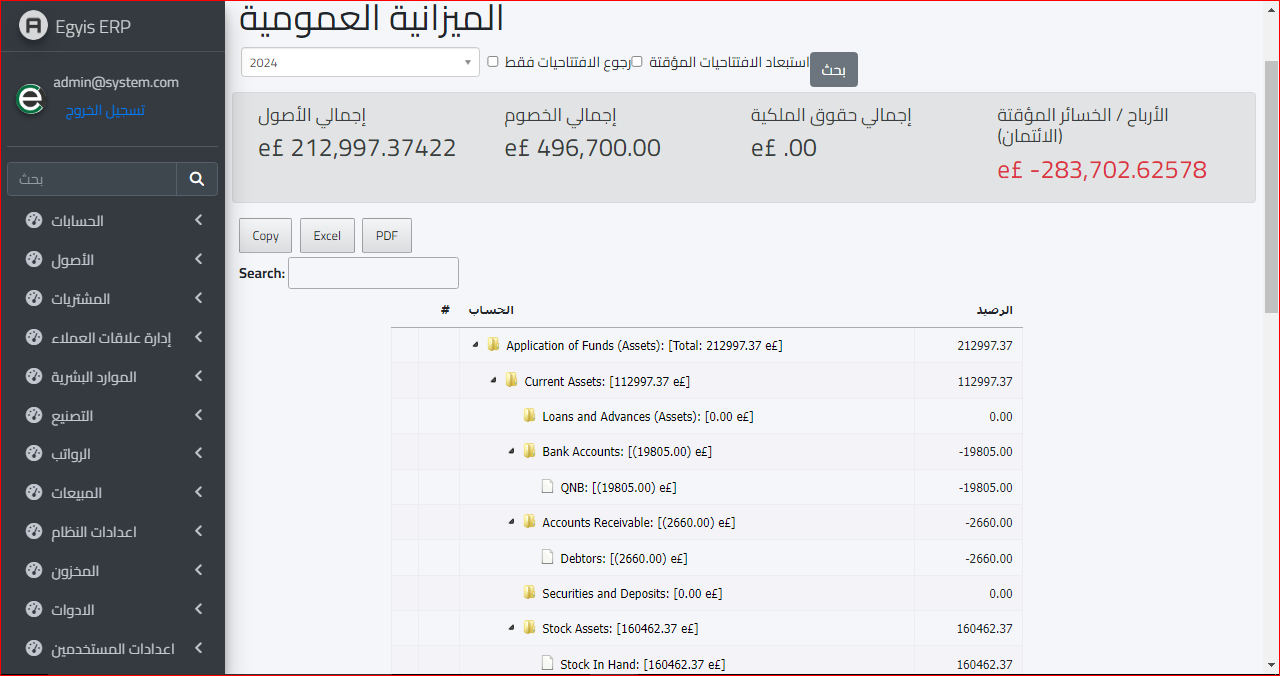 Egyis ERP
admin@system.com
تسجيل الخروج
بحث
الحسابات
الأصول
المشتريات
إدارة علاقات العملاء
الموارد البشرية
التصنيع
الرواتب
المبيعات
اعدادات النظام
المخزون
الادوات
اعدادات المستخدمين
الميزانية العمومية
2024
رجوع الافتتاحيات فقط
استبعاد الافتتاحيات المؤقتة
بحث
إجمالي الأصول
e£ 212,997.37422
إجمالي الخصوم
e£ 496,700.00
إجمالي حقوق الملكية
e£ .00
الأرباح / الخسائر المؤقتة
(الائتمان)
e£ -283,702.62578
Copy Excel PDF
Search:
# الحساب الرصيد
Application of Funds (Assets): [Total: 212997.37 e£] 212997.37
Current Assets: [112997.37 e£] 112997.37
Loans and Advances (Assets): [0.00 e£] 0.00
Bank Accounts: [(19805.00) e£] -19805.00
QNB: [(19805.00) e£] -19805.00
Accounts Receivable: [(2660.00) e£] -2660.00
Debtors: [(2660.00) e£] -2660.00
Securities and Deposits: [0.00 e£] 0.00
Stock Assets: [160462.37 e£] 160462.37
Stock In Hand: [160462.37 e£] 160462.37